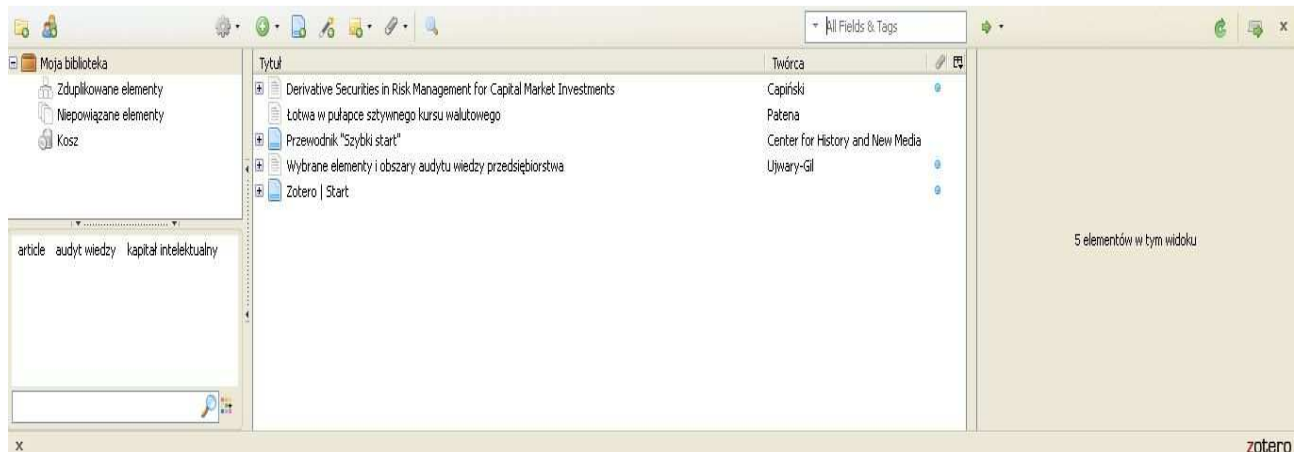 All Fields & Tags
Moja biblioteka
Zduplikowane elementy
Niepowiązane elementy
Kosz
article audyt wiedzy kapitał intelektualny
Tytuł Twórca
Derivative Securities in Risk Management for Capital Market Investments Capiński
Łotwa w pułapce sztywnego kursu walutowego Patena
Przewodnik "Szybki start" Center for History and New Media
Wybrane elementy i obszary audytu wiedzy przedsiębiorstwa Ujwary-Gil
Zotero | Start
5 elementów w tym widoku
zotero